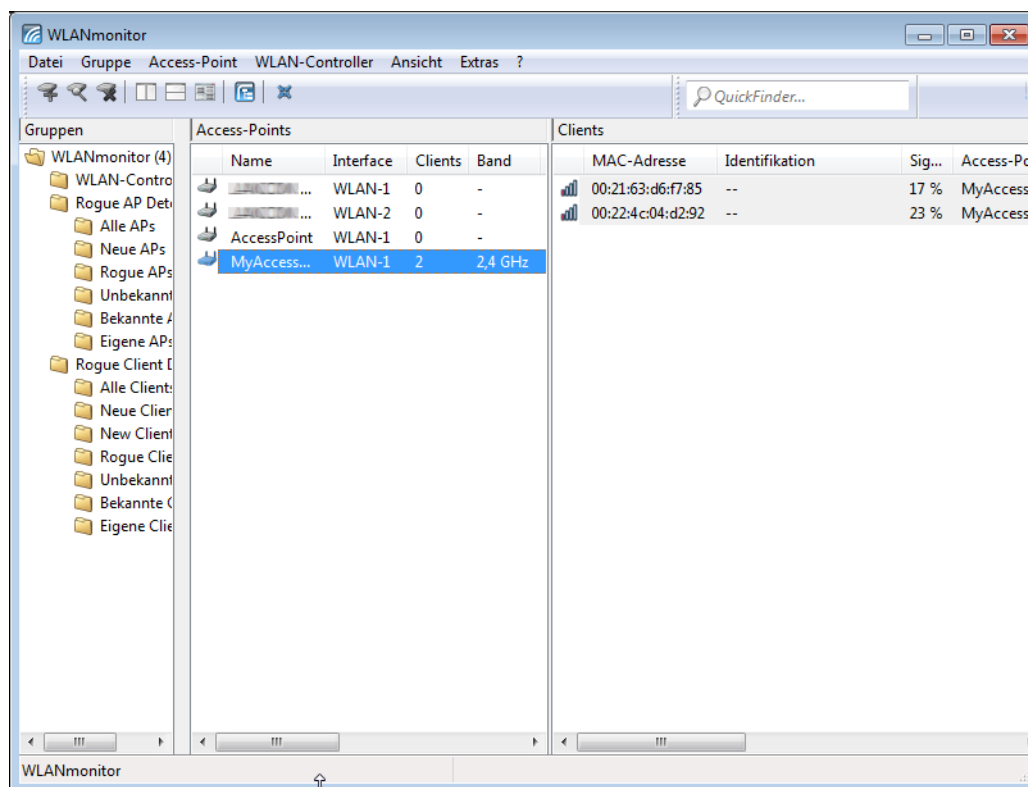 WLANmonitor
Datei Gruppe Access-Point WLAN-Controller Ansicht Extras ?
QuickFinder...
Gruppen
WLANmonitor (4)
WLAN-Contro
Rogue AP Det
Alle APs
Neue APs
Rogue APs
Unbekannt
Bekannte A
Eigene APs
Rogue Client D
Alle Clients
Neue Clien
New Client
Rogue Clie
Unbekannt
Bekannte C
Eigene Clie
Access-Points
Name Interface Clients Band
... WLAN-1 0 -
... WLAN-2 0 -
AccessPoint WLAN-1 0 -
MyAccess... WLAN-1 2 2,4 GHz
Clients
MAC-Adresse Identifikation Sig... Access-Po
00:21:63:d6:f7:85 -- 17 % MyAccess
00:22:4c:04:d2:92 -- 23 % MyAccess
WLANmonitor